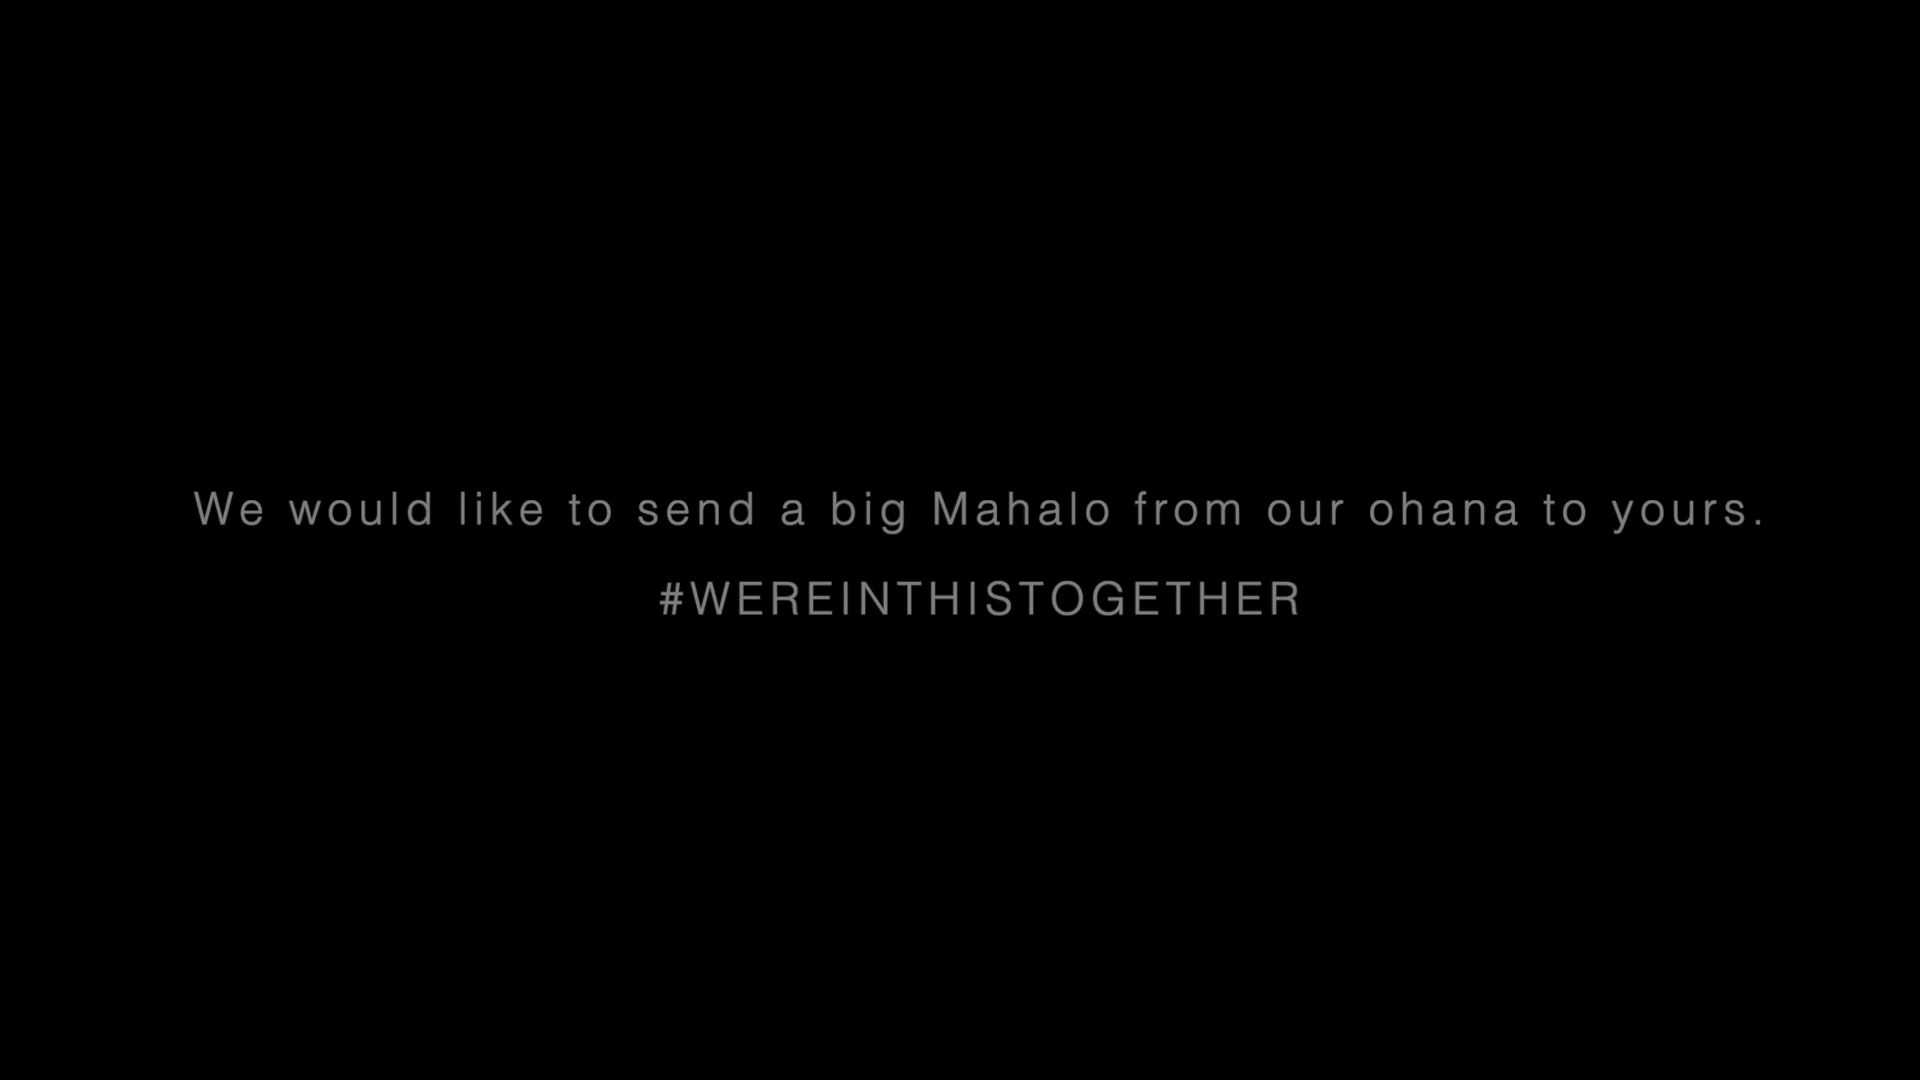 We would like to send a big Mahalo from our ohana to yours.
#WEREINTHISTOGETHER